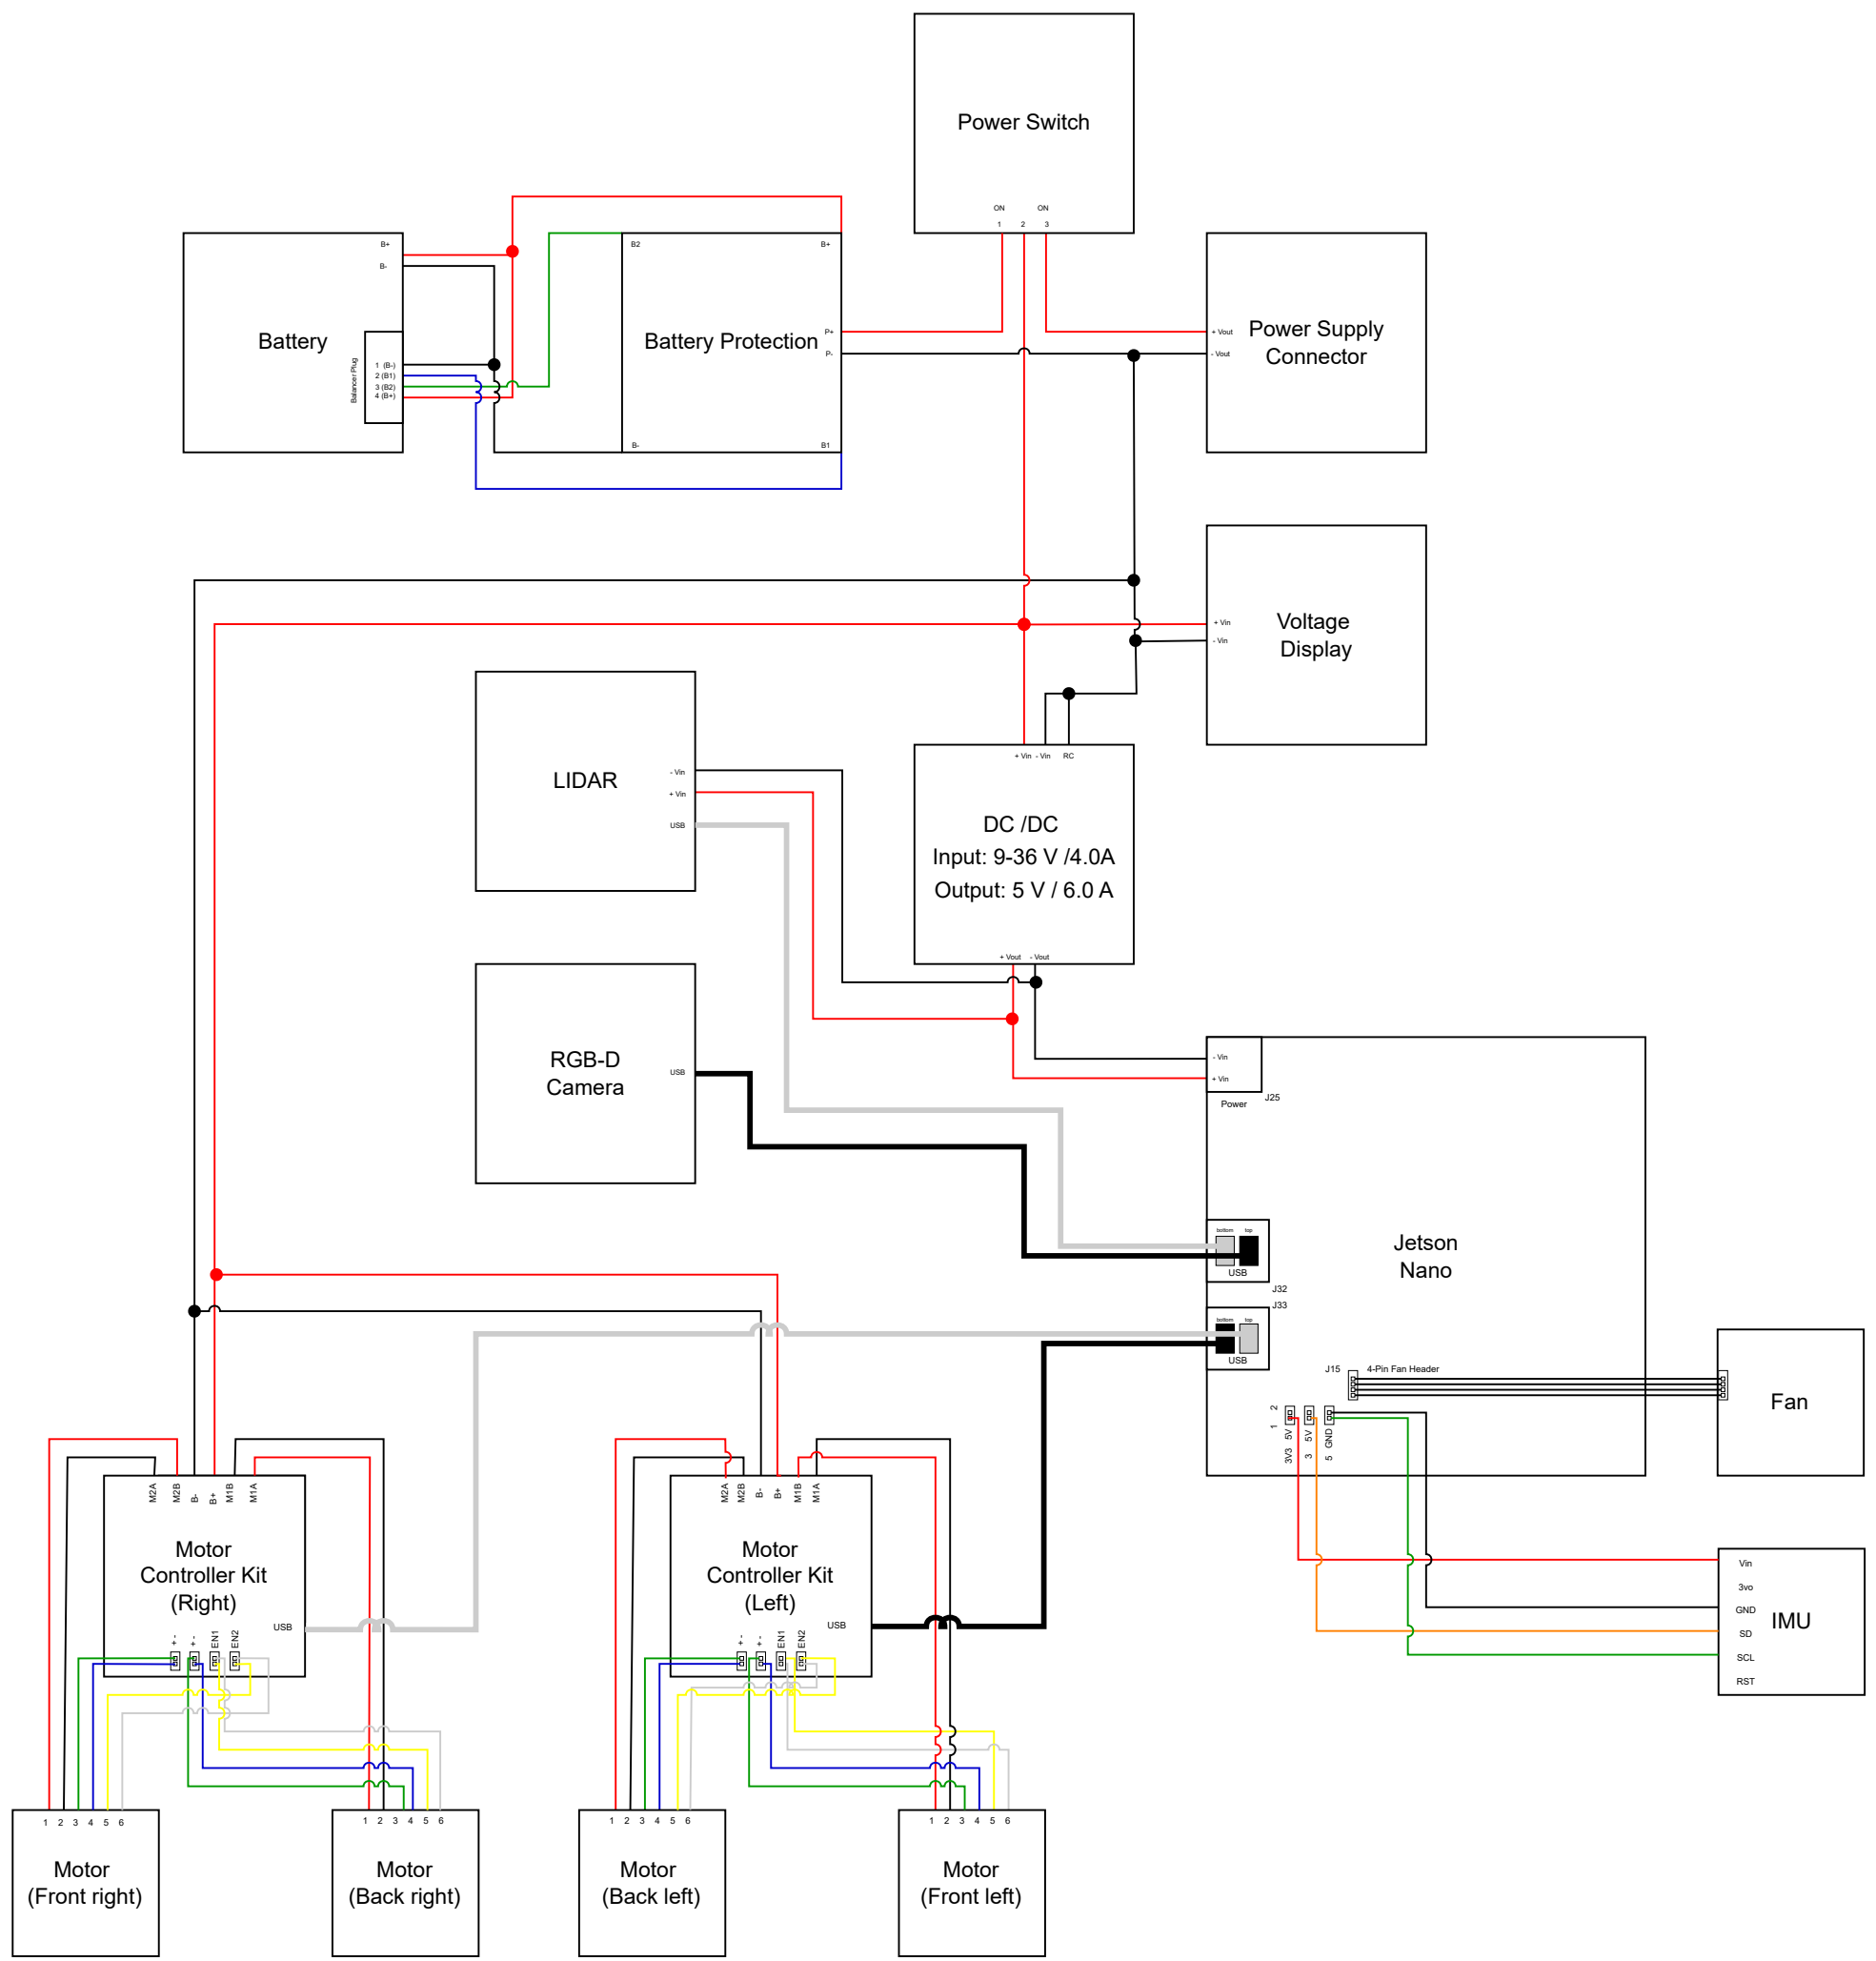 Power Switch
ON
ON
1
2
3
Battery
B+
B-
Balancer Plug
1 (B-)
2 (B1)
3 (B2)
4 (B+)
B2
B+
Battery Protection
P+
P-
B-
B1
+ Vout
- Vout
Power Supply
Connector
+ Vin
- Vin
Voltage
Display
LIDAR
- Vin
+ Vin
USB
+ Vin
- Vin
RC
DC /DC
Input: 9-36 V /4.0A
Output: 5 V / 6.0 A
+ Vout
- Vout
RGB-D
Camera
USB
- Vin
+ Vin
Power
J25
Jetson
Nano
bottom
top
USB
J32
J33
bottom
top
USB
J15
4-Pin Fan Header
1
2
3V3
5V
3
5V
5
GND
Fan
Vin
3vo
GND
SD
SCL
RST
IMU
M2A
M2B
B-
B+
M1B
M1A
Motor
Controller Kit
(Right)
USB
+ -
+ -
EN1
EN2
M2A
M2B
B-
B+
M1B
M1A
Motor
Controller Kit
(Left)
USB
+ -
+ -
EN1
EN2
1
2
3
4
5
6
Motor
(Front right)
1
2
3
4
5
6
Motor
(Back right)
1
2
3
4
5
6
Motor
(Back left)
1
2
3
4
5
6
Motor
(Front left)